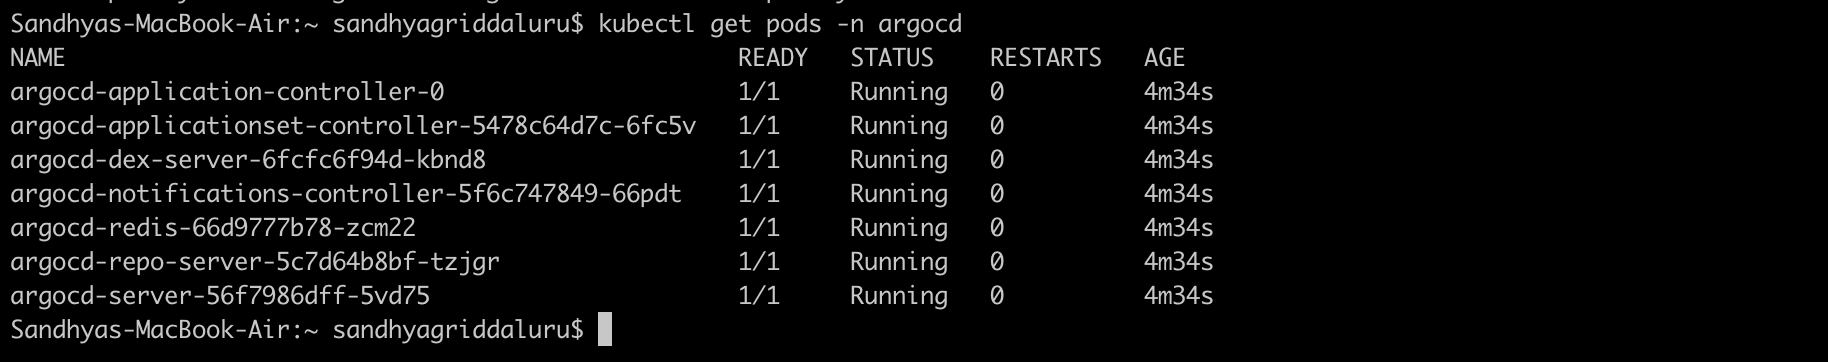 Sandhyas-MacBook-Air:~ sandhyagriddaluru$ kubectl get pods -n argocd
NAME READY STATUS RESTARTS AGE
argocd-application-controller-0 1/1 Running 0 4m34s
argocd-applicationset-controller-5478c64d7c-6fc5v 1/1 Running 0 4m34s
argocd-dex-server-6fcfc6f94d-kbnd8 1/1 Running 0 4m34s
argocd-notifications-controller-5f6c747849-66pdt 1/1 Running 0 4m34s
argocd-redis-66d9777b78-zcm22 1/1 Running 0 4m34s
argocd-repo-server-5c7d64b8bf-tzjgr 1/1 Running 0 4m34s
argocd-server-56f7986dff-5vd75 1/1 Running 0 4m34s
Sandhyas-MacBook-Air:~ sandhyagriddaluru$